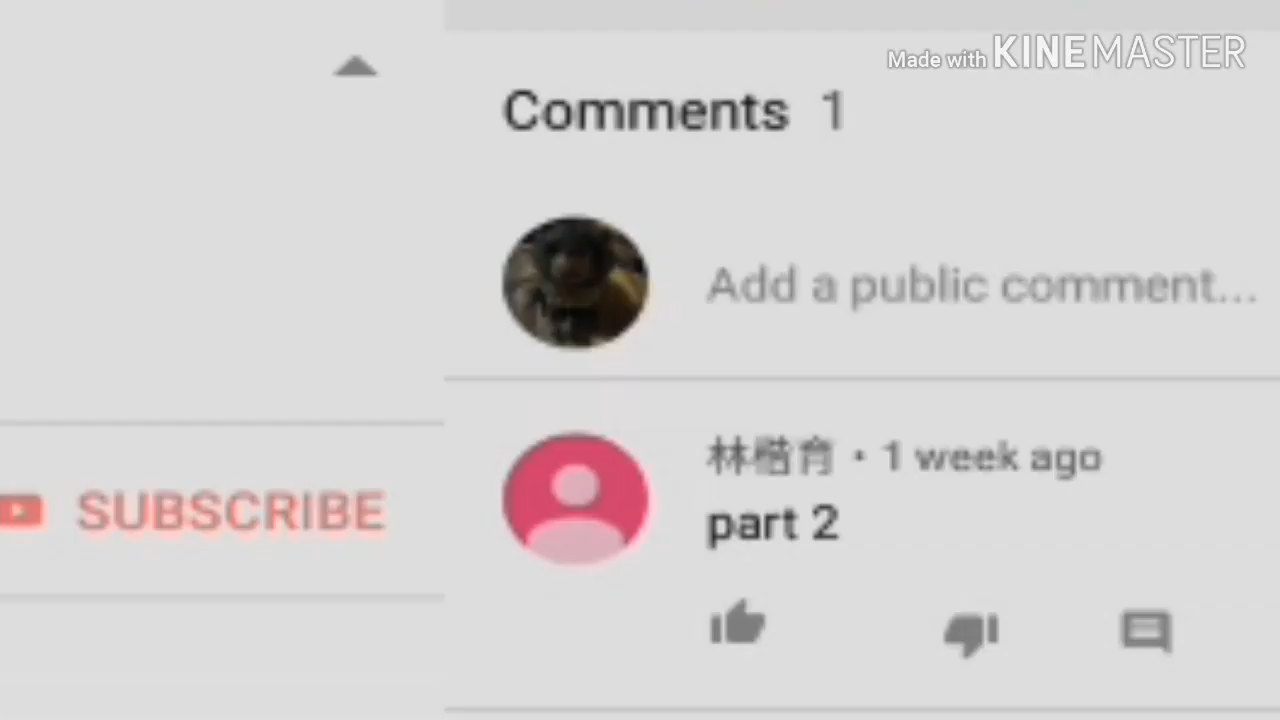 Made with KINEMASTER
Comments 1
Add a public comment...
林楷育 • 1 week ago
part 2
SUBSCRIBE